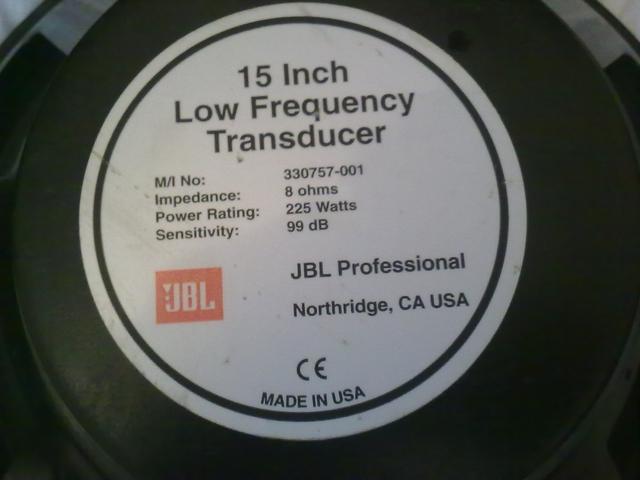 15 Inch
Low Frequency
Transducer
M/I No: 330757-001
Impedance: 8 ohms
Power Rating: 225 Watts
Sensitivity: 99 dB
JBL Professional
JBL
Northridge, CA USA
CE
MADE IN USA